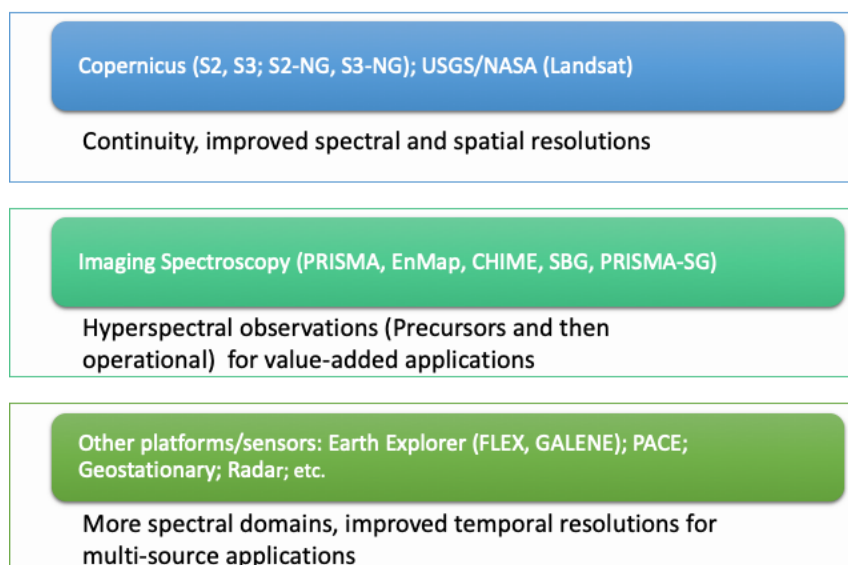 Copernicus (S2, S3; S2-NG, S3-NG); USGS/NASA (Landsat)
Continuity, improved spectral and spatial resolutions
Imaging Spectroscopy (PRISMA, EnMap, CHIME, SBG, PRISMA-SG)
Hyperspectral observations (Precursors and then
operational) for value-added applications
Other platforms/sensors: Earth Explorer (FLEX, GALENE); PACE;
Geostationary; Radar; etc.
More spectral domains, improved temporal resolutions for
multi-source applications